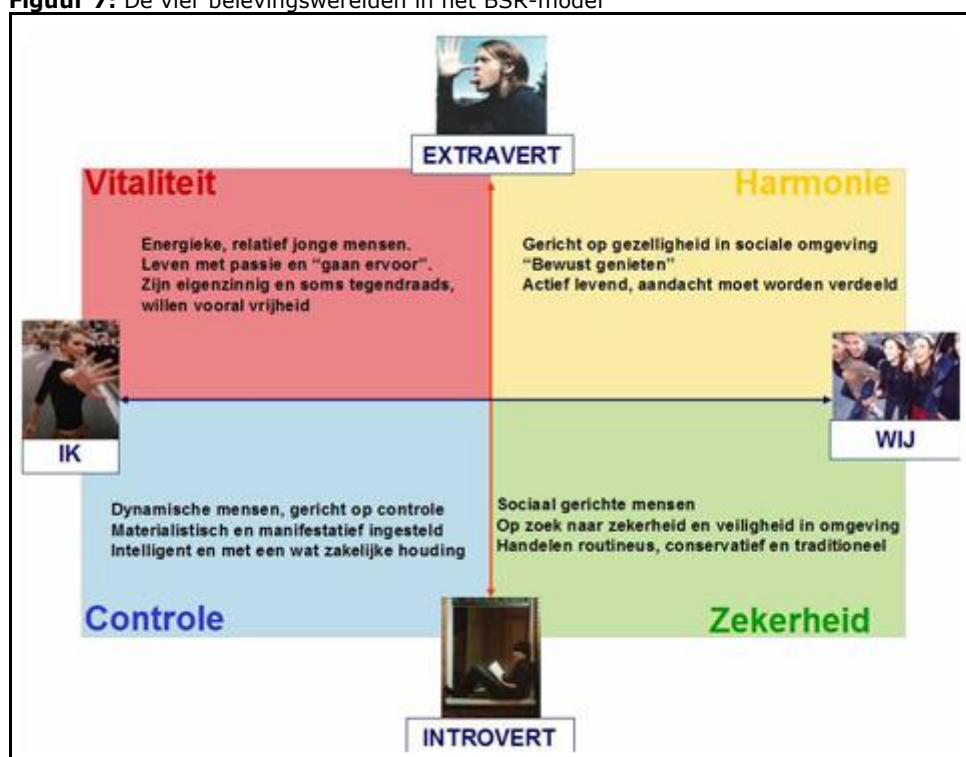 Figuur 7: De vier belevingswerelden in het BSR-model
EXTRAVERT
Vitaliteit
Harmonie
Energieke, relatief jonge mensen.
Leven met passie en “gaan ervoor”.
Zijn eigenzinnig en soms tegendraads,
willen vooral vrijheid
Gericht op gezelligheid in sociale omgeving
“Bewust genieten”
Actief levend, aandacht moet worden verdeeld
IK
WIJ
Dynamische mensen, gericht op controle
Materialistisch en manifestatief ingesteld
Intelligent en met een wat zakelijke houding
Sociaal gerichte mensen
Op zoek naar zekerheid en veiligheid in omgeving
Handelen routineus, conservatief en traditioneel
Controle
Zekerheid
INTROVERT